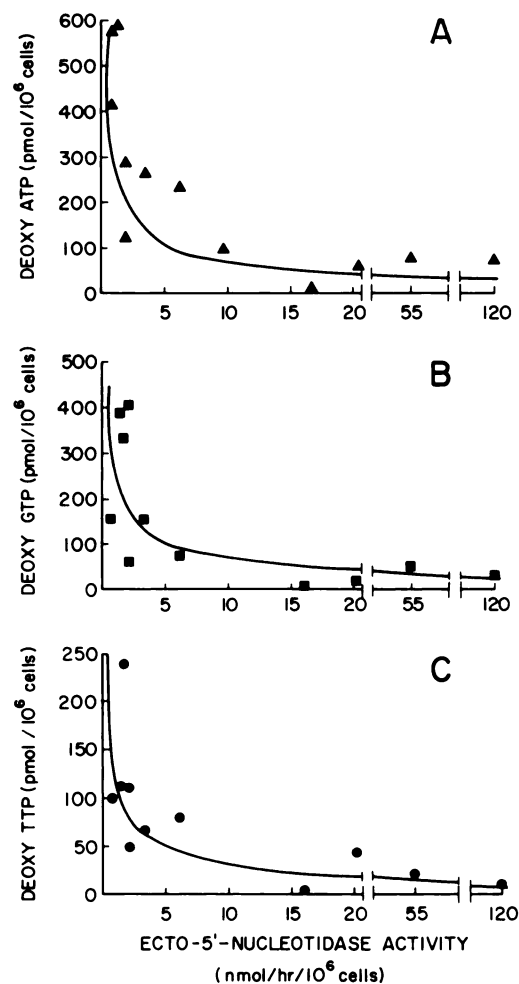 A
DEOXY ATP (pmol/10⁶ cells)
600
500
400
300
200
100
0
5 10 15 20 55 120
B
DEOXY GTP (pmol/10⁶ cells)
500
400
300
200
100
0
5 10 15 20 55 120
C
DEOXY TTP (pmol / 10⁶ cells)
250
200
150
100
50
0
5 10 15 20 55 120
ECTO-5'-NUCLEOTIDASE ACTIVITY
(nmol/hr/10⁶ cells)